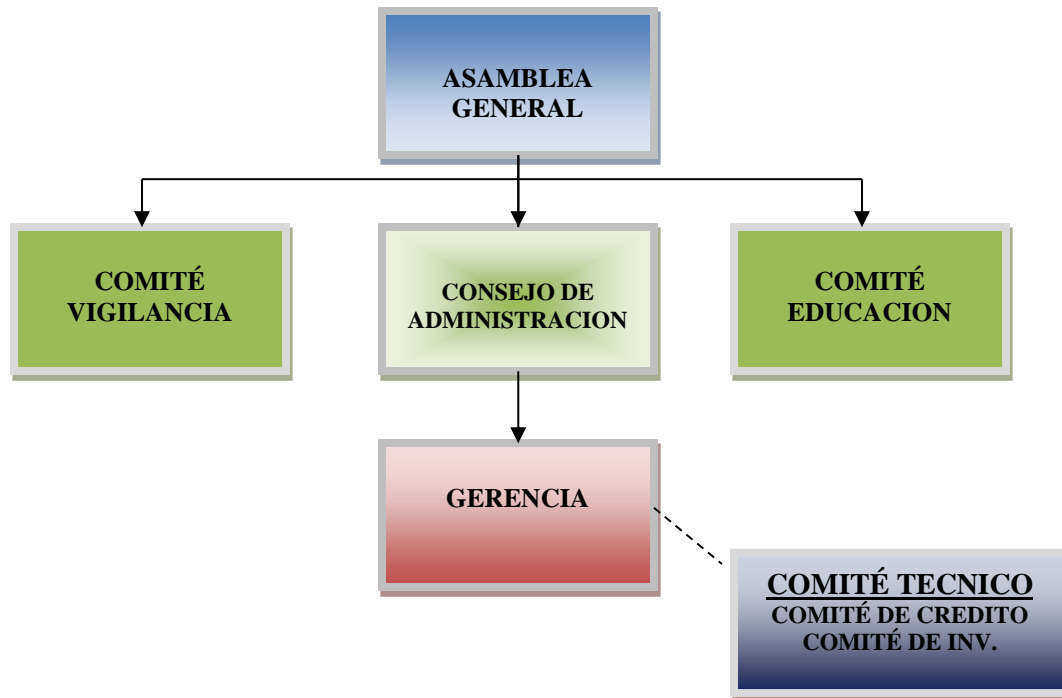 ASAMBLEA
GENERAL
COMITÉ
VIGILANCIA
CONSEJO DE
ADMINISTRACION
COMITÉ
EDUCACION
GERENCIA
COMITÉ TECNICO
COMITÉ DE CREDITO
COMITÉ DE INV.